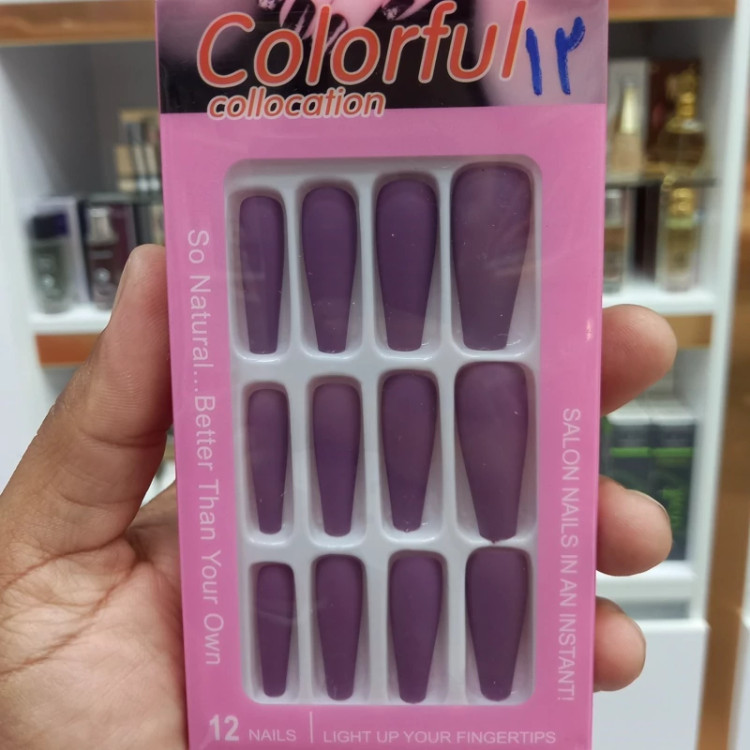 Colorful
۱۳
collocation
So Natural...Better Than Your Own
SALON NAILS IN AN INSTANT!
12 NAILS | LIGHT UP YOUR FINGERTIPS